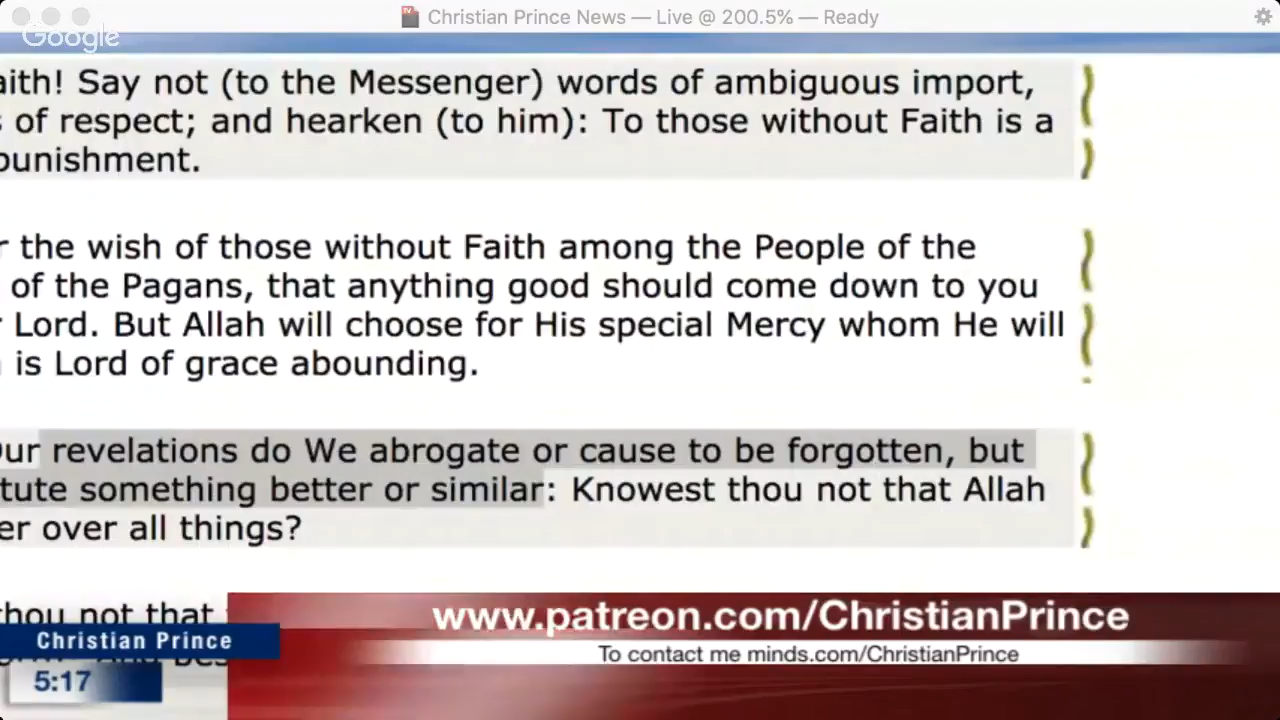 Christian Prince News — Live @ 200.5% — Ready
Google
aith! Say not (to the Messenger) words of ambiguous import,
s of respect; and hearken (to him): To those without Faith is a
punishment.
r the wish of those without Faith among the People of the
of the Pagans, that anything good should come down to you
r Lord. But Allah will choose for His special Mercy whom He will
is Lord of grace abounding.
Our revelations do We abrogate or cause to be forgotten, but
tute something better or similar: Knowest thou not that Allah
er over all things?
thou not that
www.patreon.com/ChristianPrince
Christian Prince
To contact me minds.com/ChristianPrince
5:17